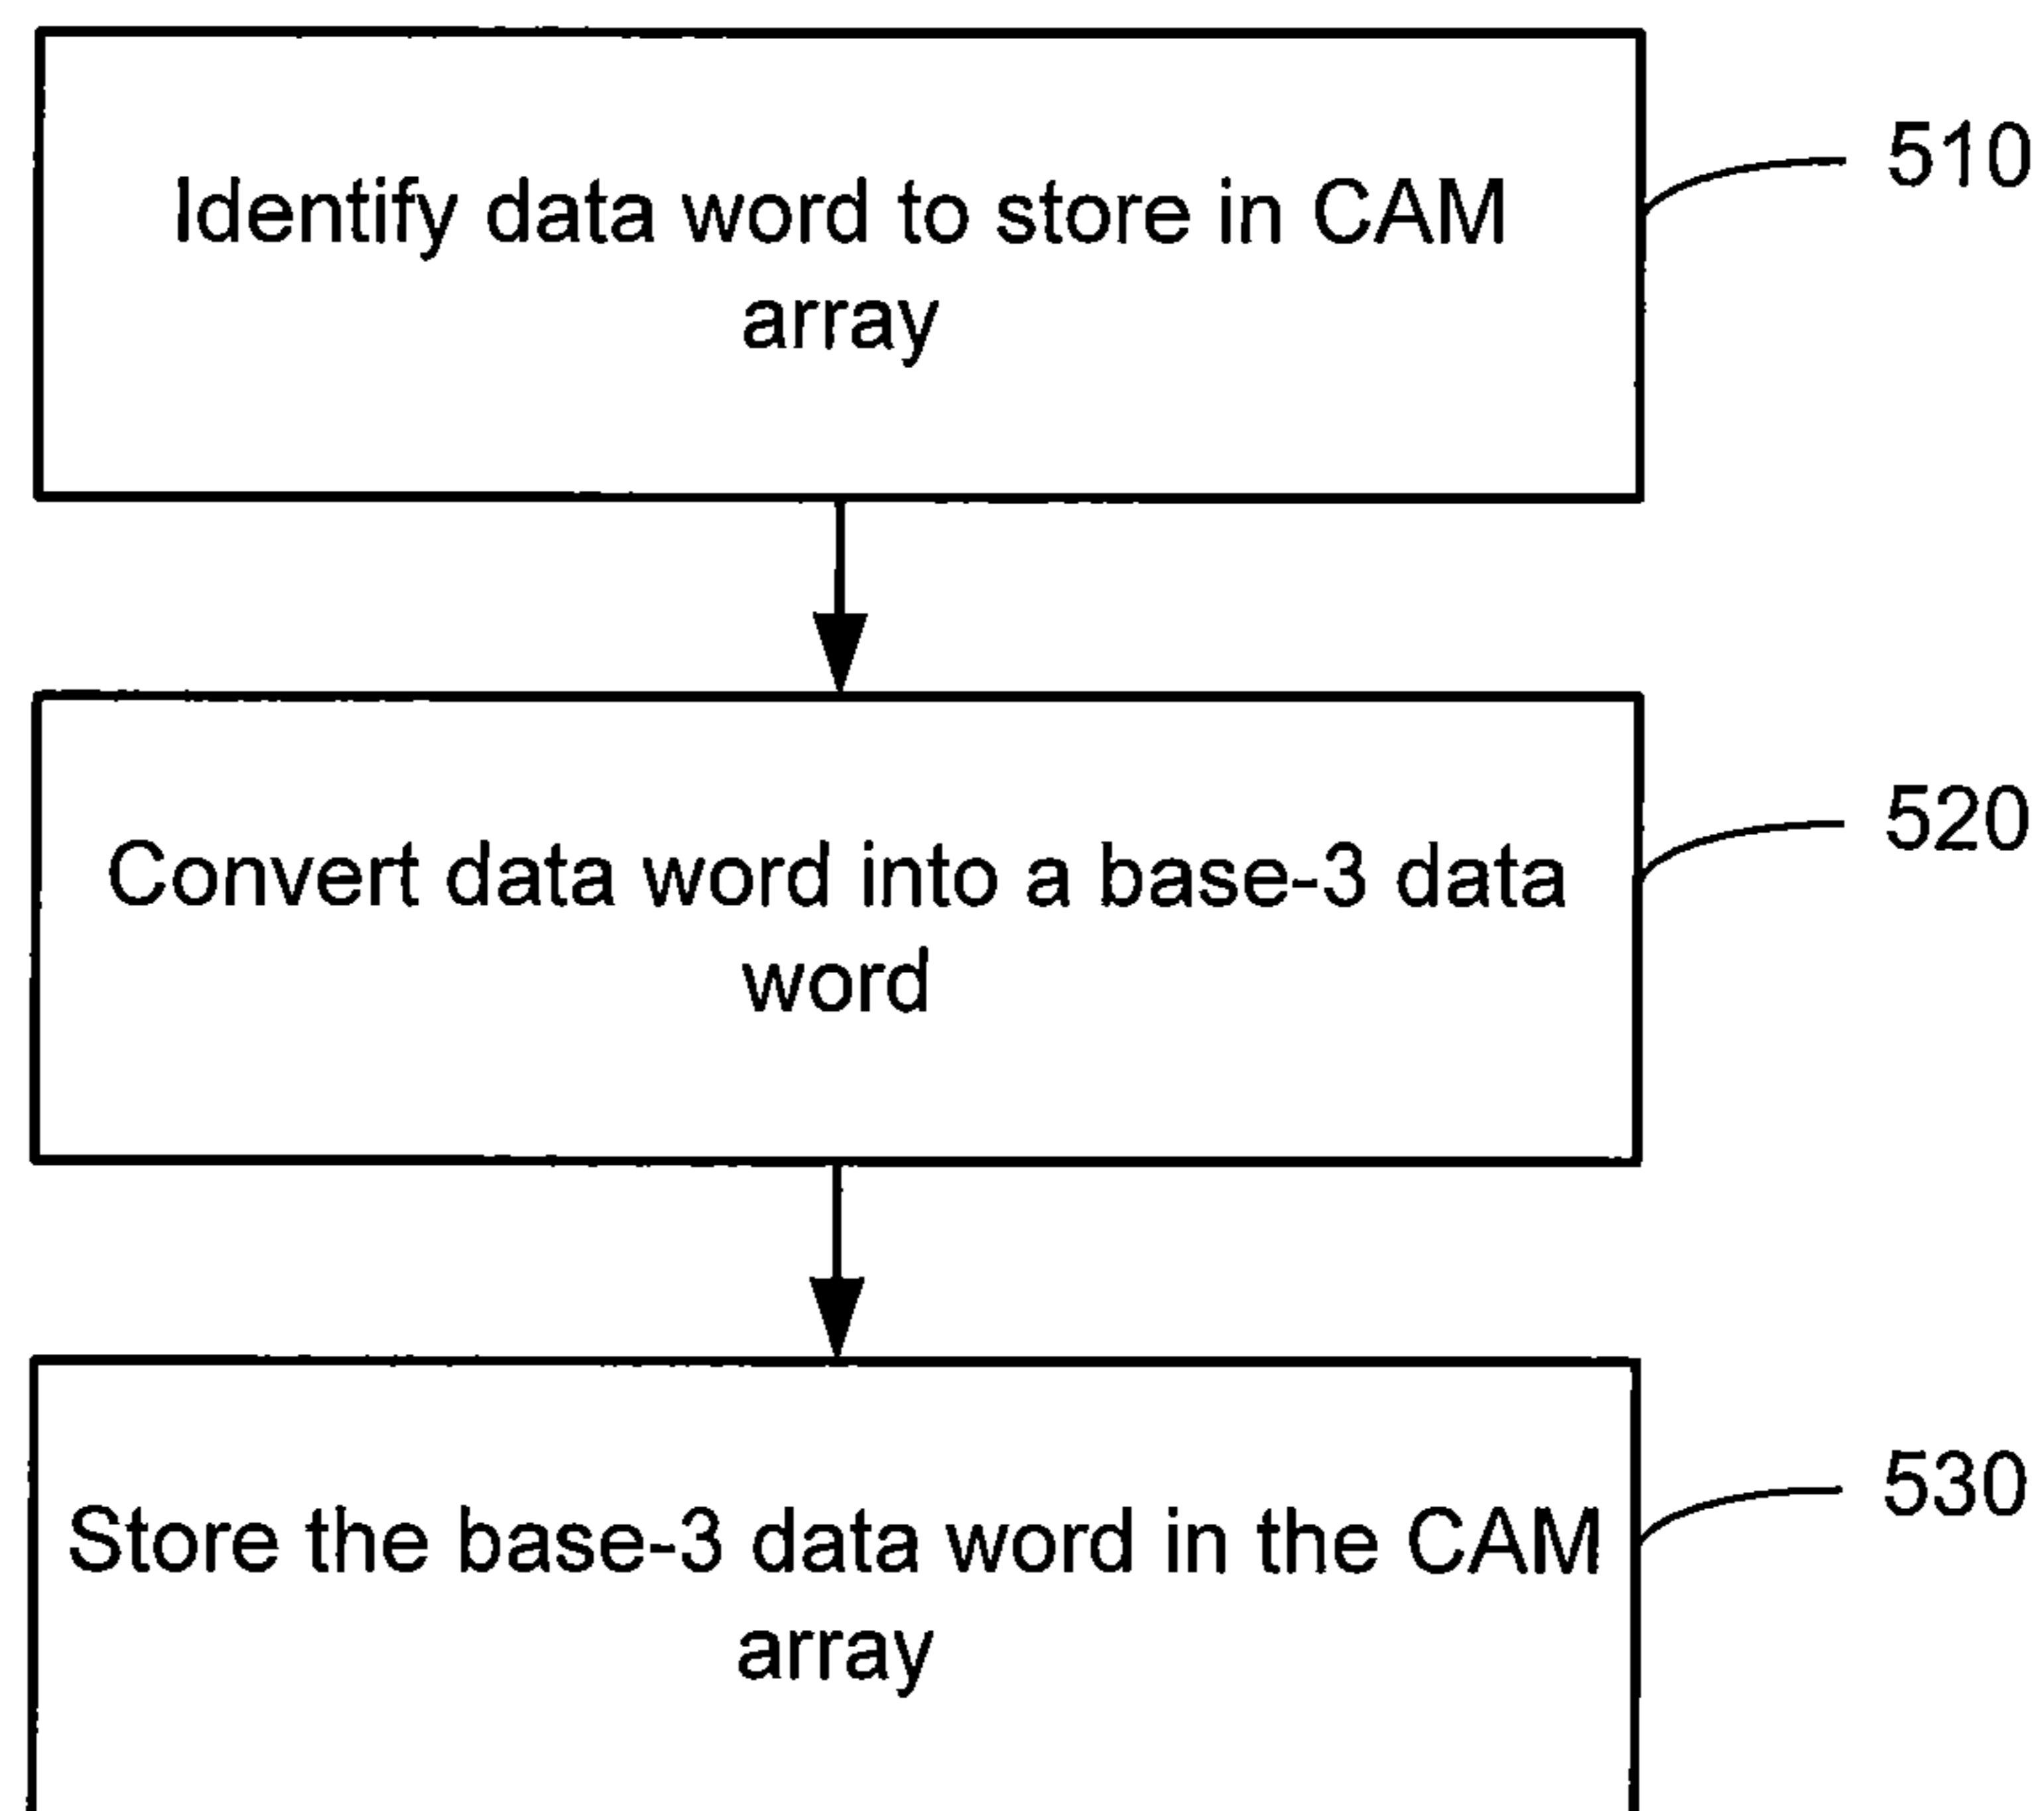 Identify data word to store in CAM
array
510
Convert data word into a base-3 data
word
520
Store the base-3 data word in the CAM
array
530